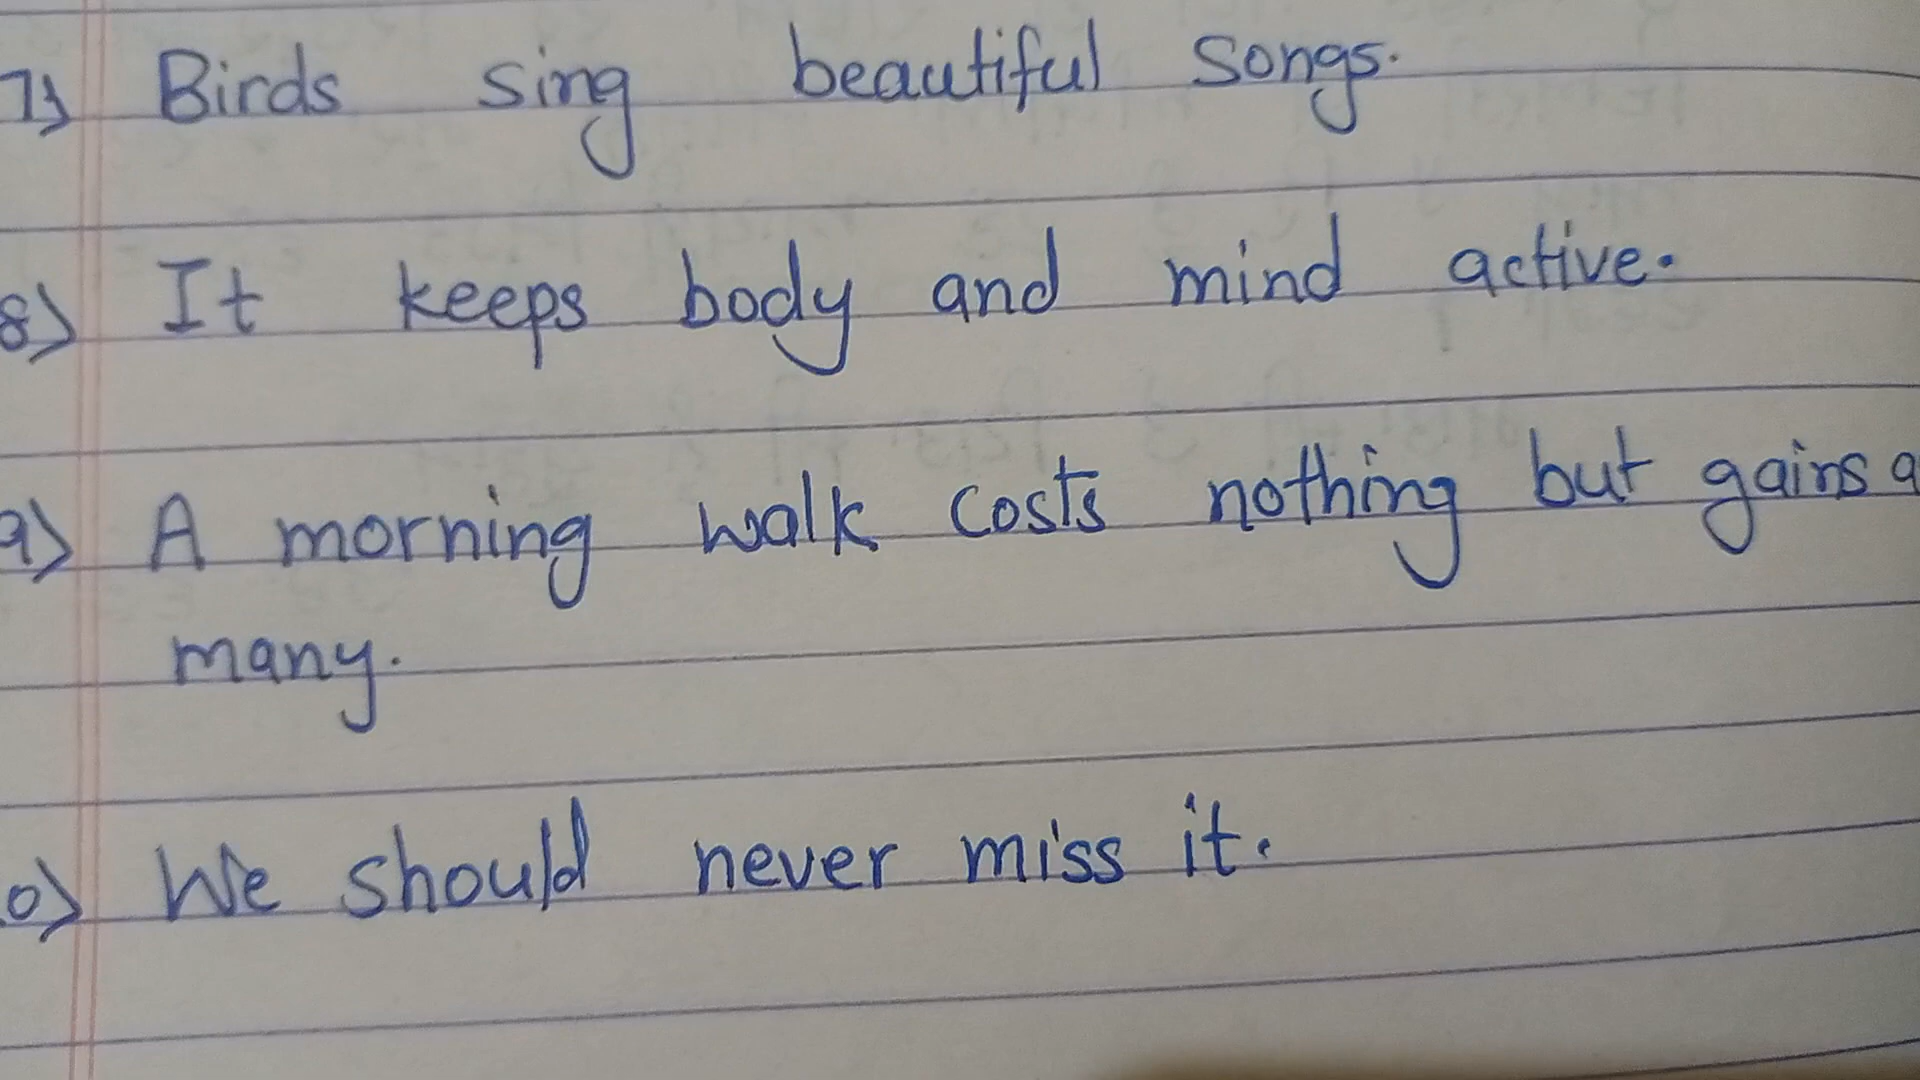 7) Birds sing beautiful songs.
8) It keeps body and mind active.
9) A morning walk costs nothing but gains a
many.
0) We should never miss it.